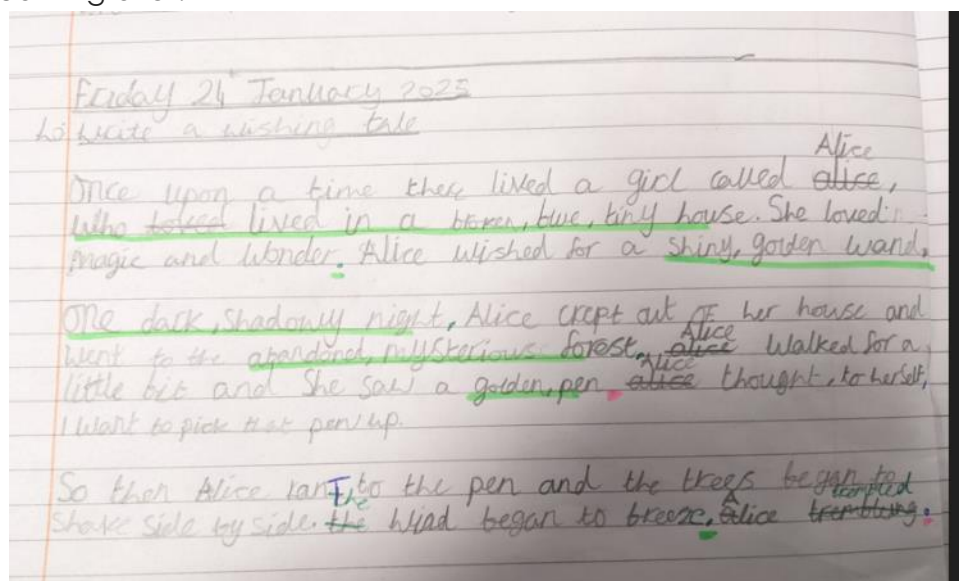 Friday 24 January 2025
Lo: Write a wishing tale
Alice
Once upon a time there lived a girl called alice,
who lived in a broken, blue, tiny house. She loved
magic and Wonder. Alice wished for a shiny, golden wand.
One dark, shadowy night, Alice crept out OF her house and
Alice
went to the abandoned, mysterious forest. alice Walked for a
Alice
little bit and She saw a golden, pen. alice thought, to herself,
I want to pick that pen up.
So then Alice ran to the pen and the trees began to
The A trembled
shake side by side. the Wind began to breeze. alice trembling.